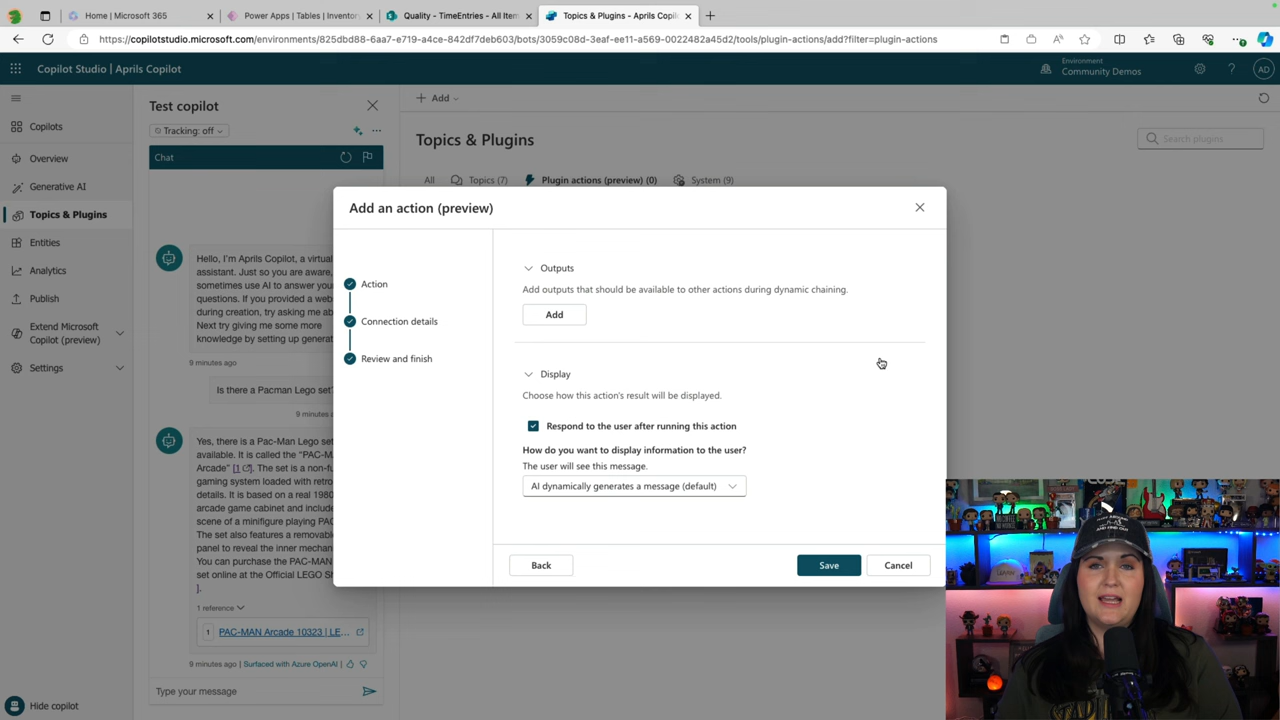 Home | Microsoft 365
Power Apps | Tables | Inventory
Quality - TimeEntries - All Item
Topics & Plugins - Aprils Copilo
https://copilotstudio.microsoft.com/environments/825dbd88-6aa7-e719-a4ce-842df7deb603/bots/3059c08d-3eaf-ee11-a569-0022482a45d2/tools/plugin-actions/add?filter=plugin-actions
Copilot Studio | Aprils Copilot
Environment
Community Demos
AD
Copilots
Overview
Generative AI
Topics & Plugins
Entities
Analytics
Publish
Extend Microsoft
Copilot (preview)
Settings
Hide copilot
Test copilot
Tracking: off
Chat
Hello, I'm Aprils Copilot, a virtual
assistant. Just so you are aware,
sometimes use AI to answer your
questions. If you provided a web
during creation, try asking me ab
Next try giving me some more
knowledge by setting up generat
9 minutes ago
Is there a Pacman Lego set?
9 minutes a
Yes, there is a Pac-Man Lego set
available. It is called the "PAC-M
Arcade" [1]. The set is a non-fu
gaming system loaded with retro
details. It is based on a real 1980
arcade game cabinet and include
scene of a minifigure playing PA
The set also features a removab
panel to reveal the inner mechan
You can purchase the PAC-MAN
set online at the Official LEGO Sh
].
1 reference
1 PAC-MAN Arcade 10323 | LE...
9 minutes ago | Surfaced with Azure OpenAI |
Type your message
Add
Topics & Plugins
Search plugins
All
Topics (7)
Plugin actions (preview) (0)
System (9)
Add an action (preview)
Action
Connection details
Review and finish
Outputs
Add outputs that should be available to other actions during dynamic chaining.
Add
Display
Choose how this action's result will be displayed.
Respond to the user after running this action
How do you want to display information to the user?
The user will see this message.
AI dynamically generates a message (default)
Back
Save
Cancel